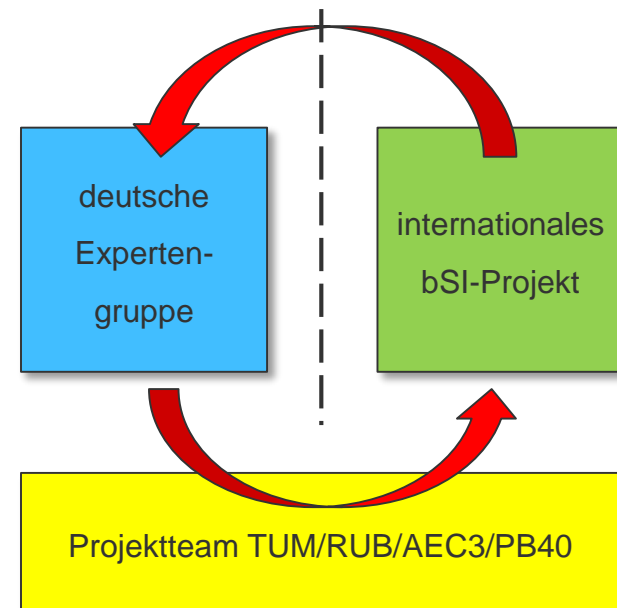 deutsche
Experten-
gruppe
internationales
bSI-Projekt
Projektteam TUM/RUB/AEC3/PB40